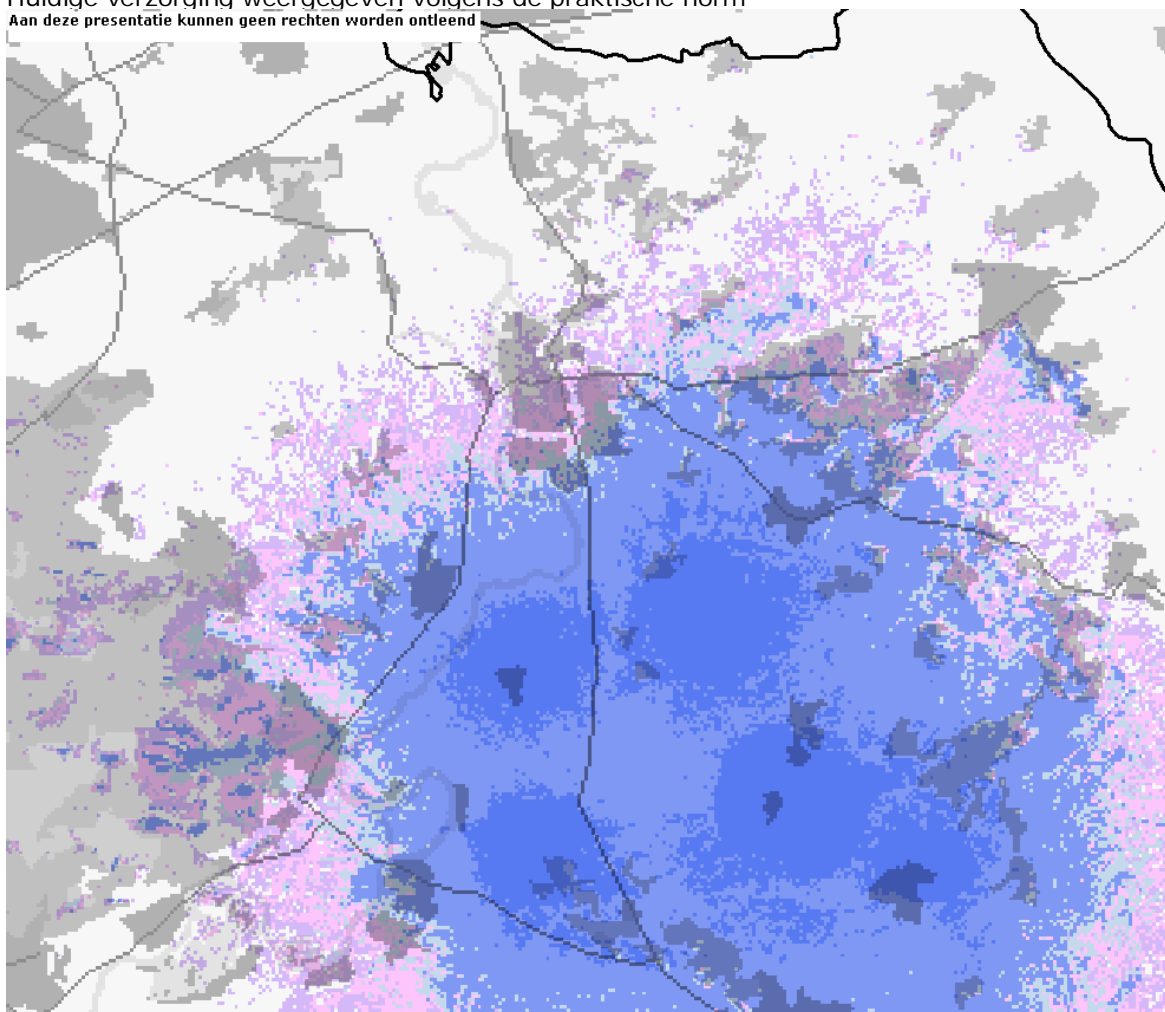 Huidige verzorging weergegeven volgens de praktische norm
Aan deze presentatie kunnen geen rechten worden ontleend